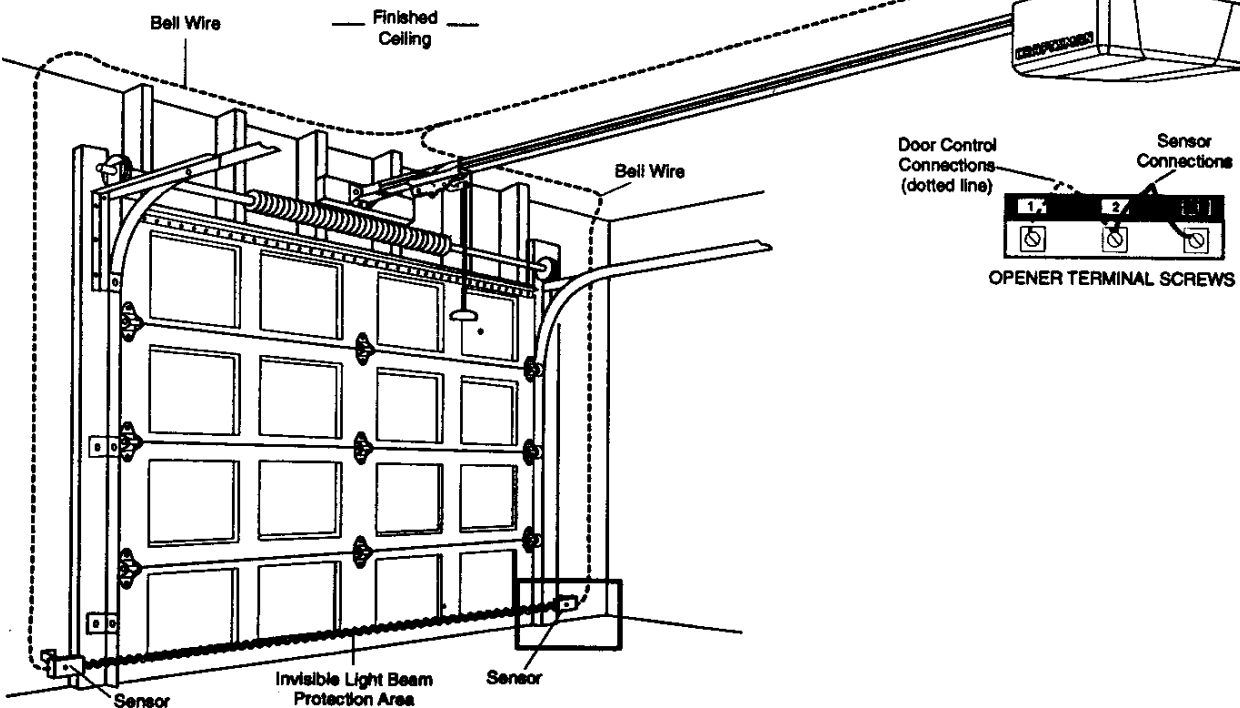 Bell Wire
Finished
Ceiling
CRAFTSMAN
Door Control
Connections
(dotted line)
Sensor
Connections
Bell Wire
1
2
OPENER TERMINAL SCREWS
Invisible Light Beam
Protection Area
Sensor
Sensor